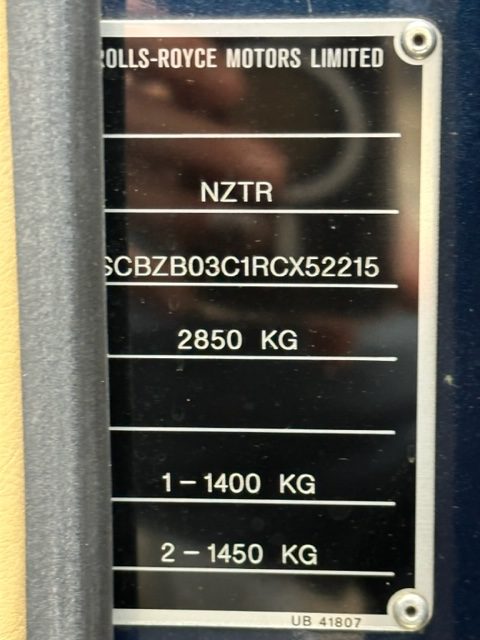 ROLLS-ROYCE MOTORS LIMITED
NZTR
SCBZB03C1RCX52215
2850 KG
1-1400 KG
2-1450 KG
UB 41807